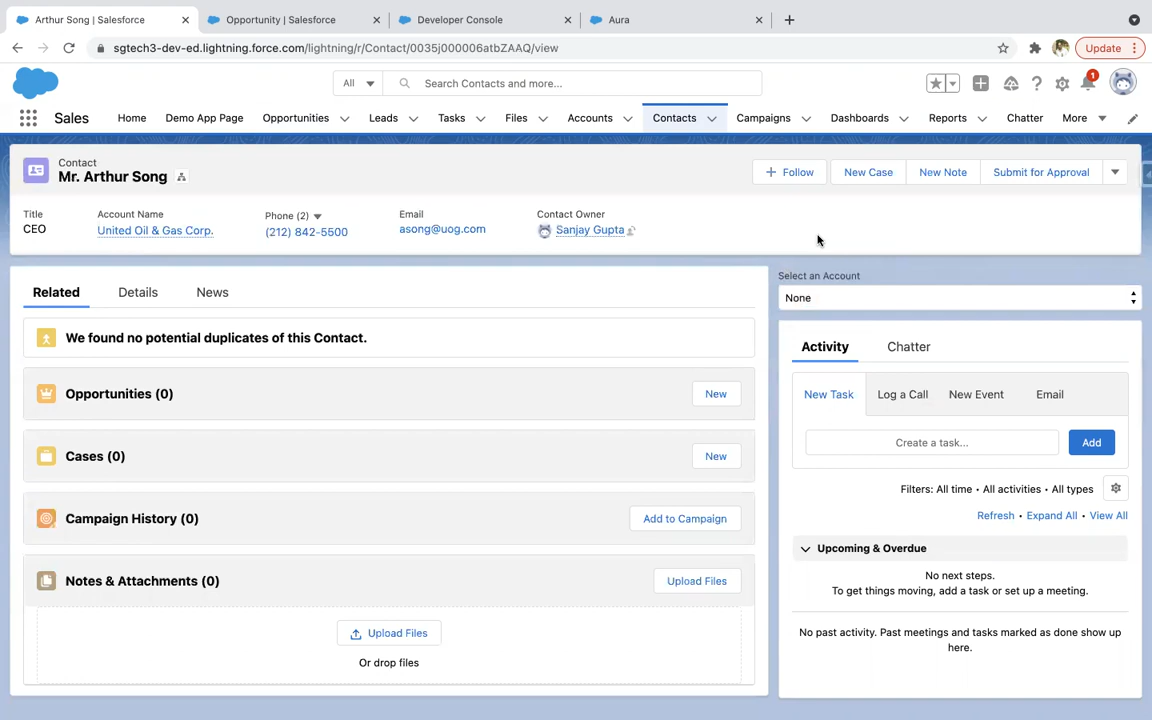 Arthur Song | Salesforce
Opportunity | Salesforce
Developer Console
Aura
sgtech3-dev-ed.lightning.force.com/lightning/r/Contact/0035j000006atbZAAQ/view
Update
All
Search Contacts and more...
1
Sales
Home
Demo App Page
Opportunities
Leads
Tasks
Files
Accounts
Contacts
Campaigns
Dashboards
Reports
Chatter
More
Contact
Mr. Arthur Song
Follow
New Case
New Note
Submit for Approval
Title
CEO
Account Name
United Oil & Gas Corp.
Phone (2)
(212) 842-5500
Email
asong@uog.com
Contact Owner
Sanjay Gupta
Related
Details
News
We found no potential duplicates of this Contact.
Opportunities (0)
New
Cases (0)
New
Campaign History (0)
Add to Campaign
Notes & Attachments (0)
Upload Files
Upload Files
Or drop files
Select an Account
None
Activity
Chatter
New Task
Log a Call
New Event
Email
Create a task...
Add
Filters: All time • All activities • All types
Refresh • Expand All • View All
Upcoming & Overdue
No next steps.
To get things moving, add a task or set up a meeting.
No past activity. Past meetings and tasks marked as done show up
here.